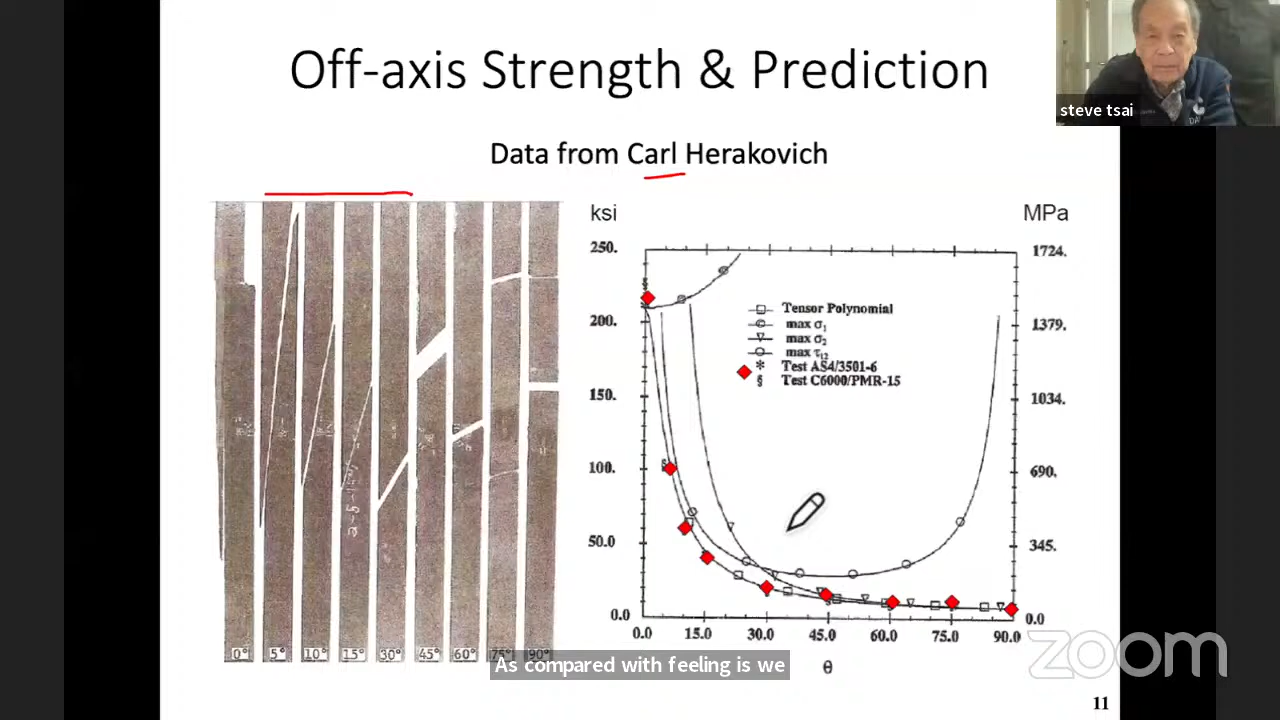 Off-axis Strength & Prediction
steve tsai
Data from Carl Herakovich
ksi
MPa
250.
200.
150.
100.
50.0
0.0
1724.
1379.
1034.
690.
345.
0.0
Tensor Polynomial
max σ1
max σ2
max τ12
Test AS4/3501-6
Test C6000/PMR-15
0.0 15.0 30.0 45.0 60.0 75.0 90.0
θ
0° 5° 10° 15° 30° 45° 60° 75° 90°
As compared with feeling is we
zoom
11